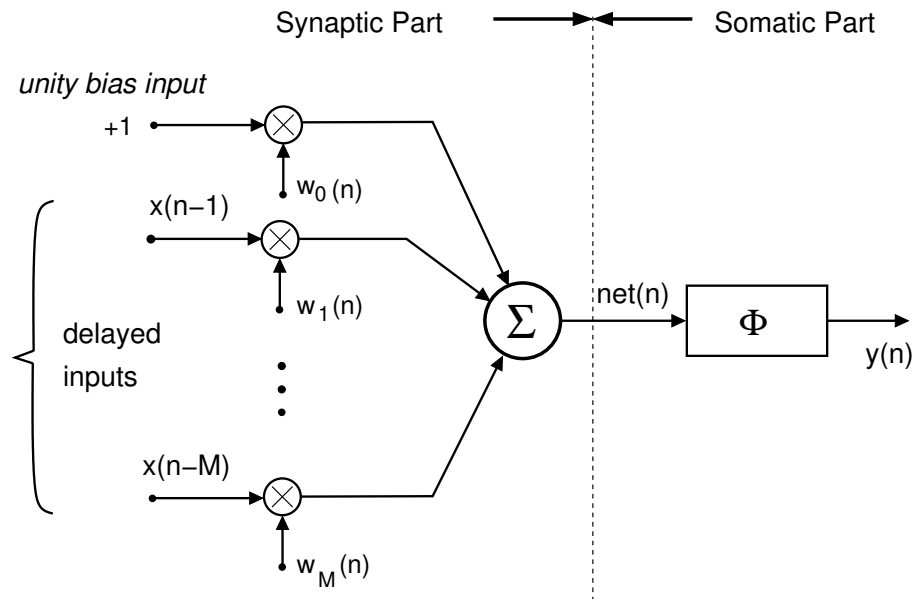 Synaptic Part
Somatic Part
unity bias input
+1
w0(n)
x(n−1)
w1(n)
delayed
inputs
Σ
net(n)
Φ
y(n)
x(n−M)
wM(n)